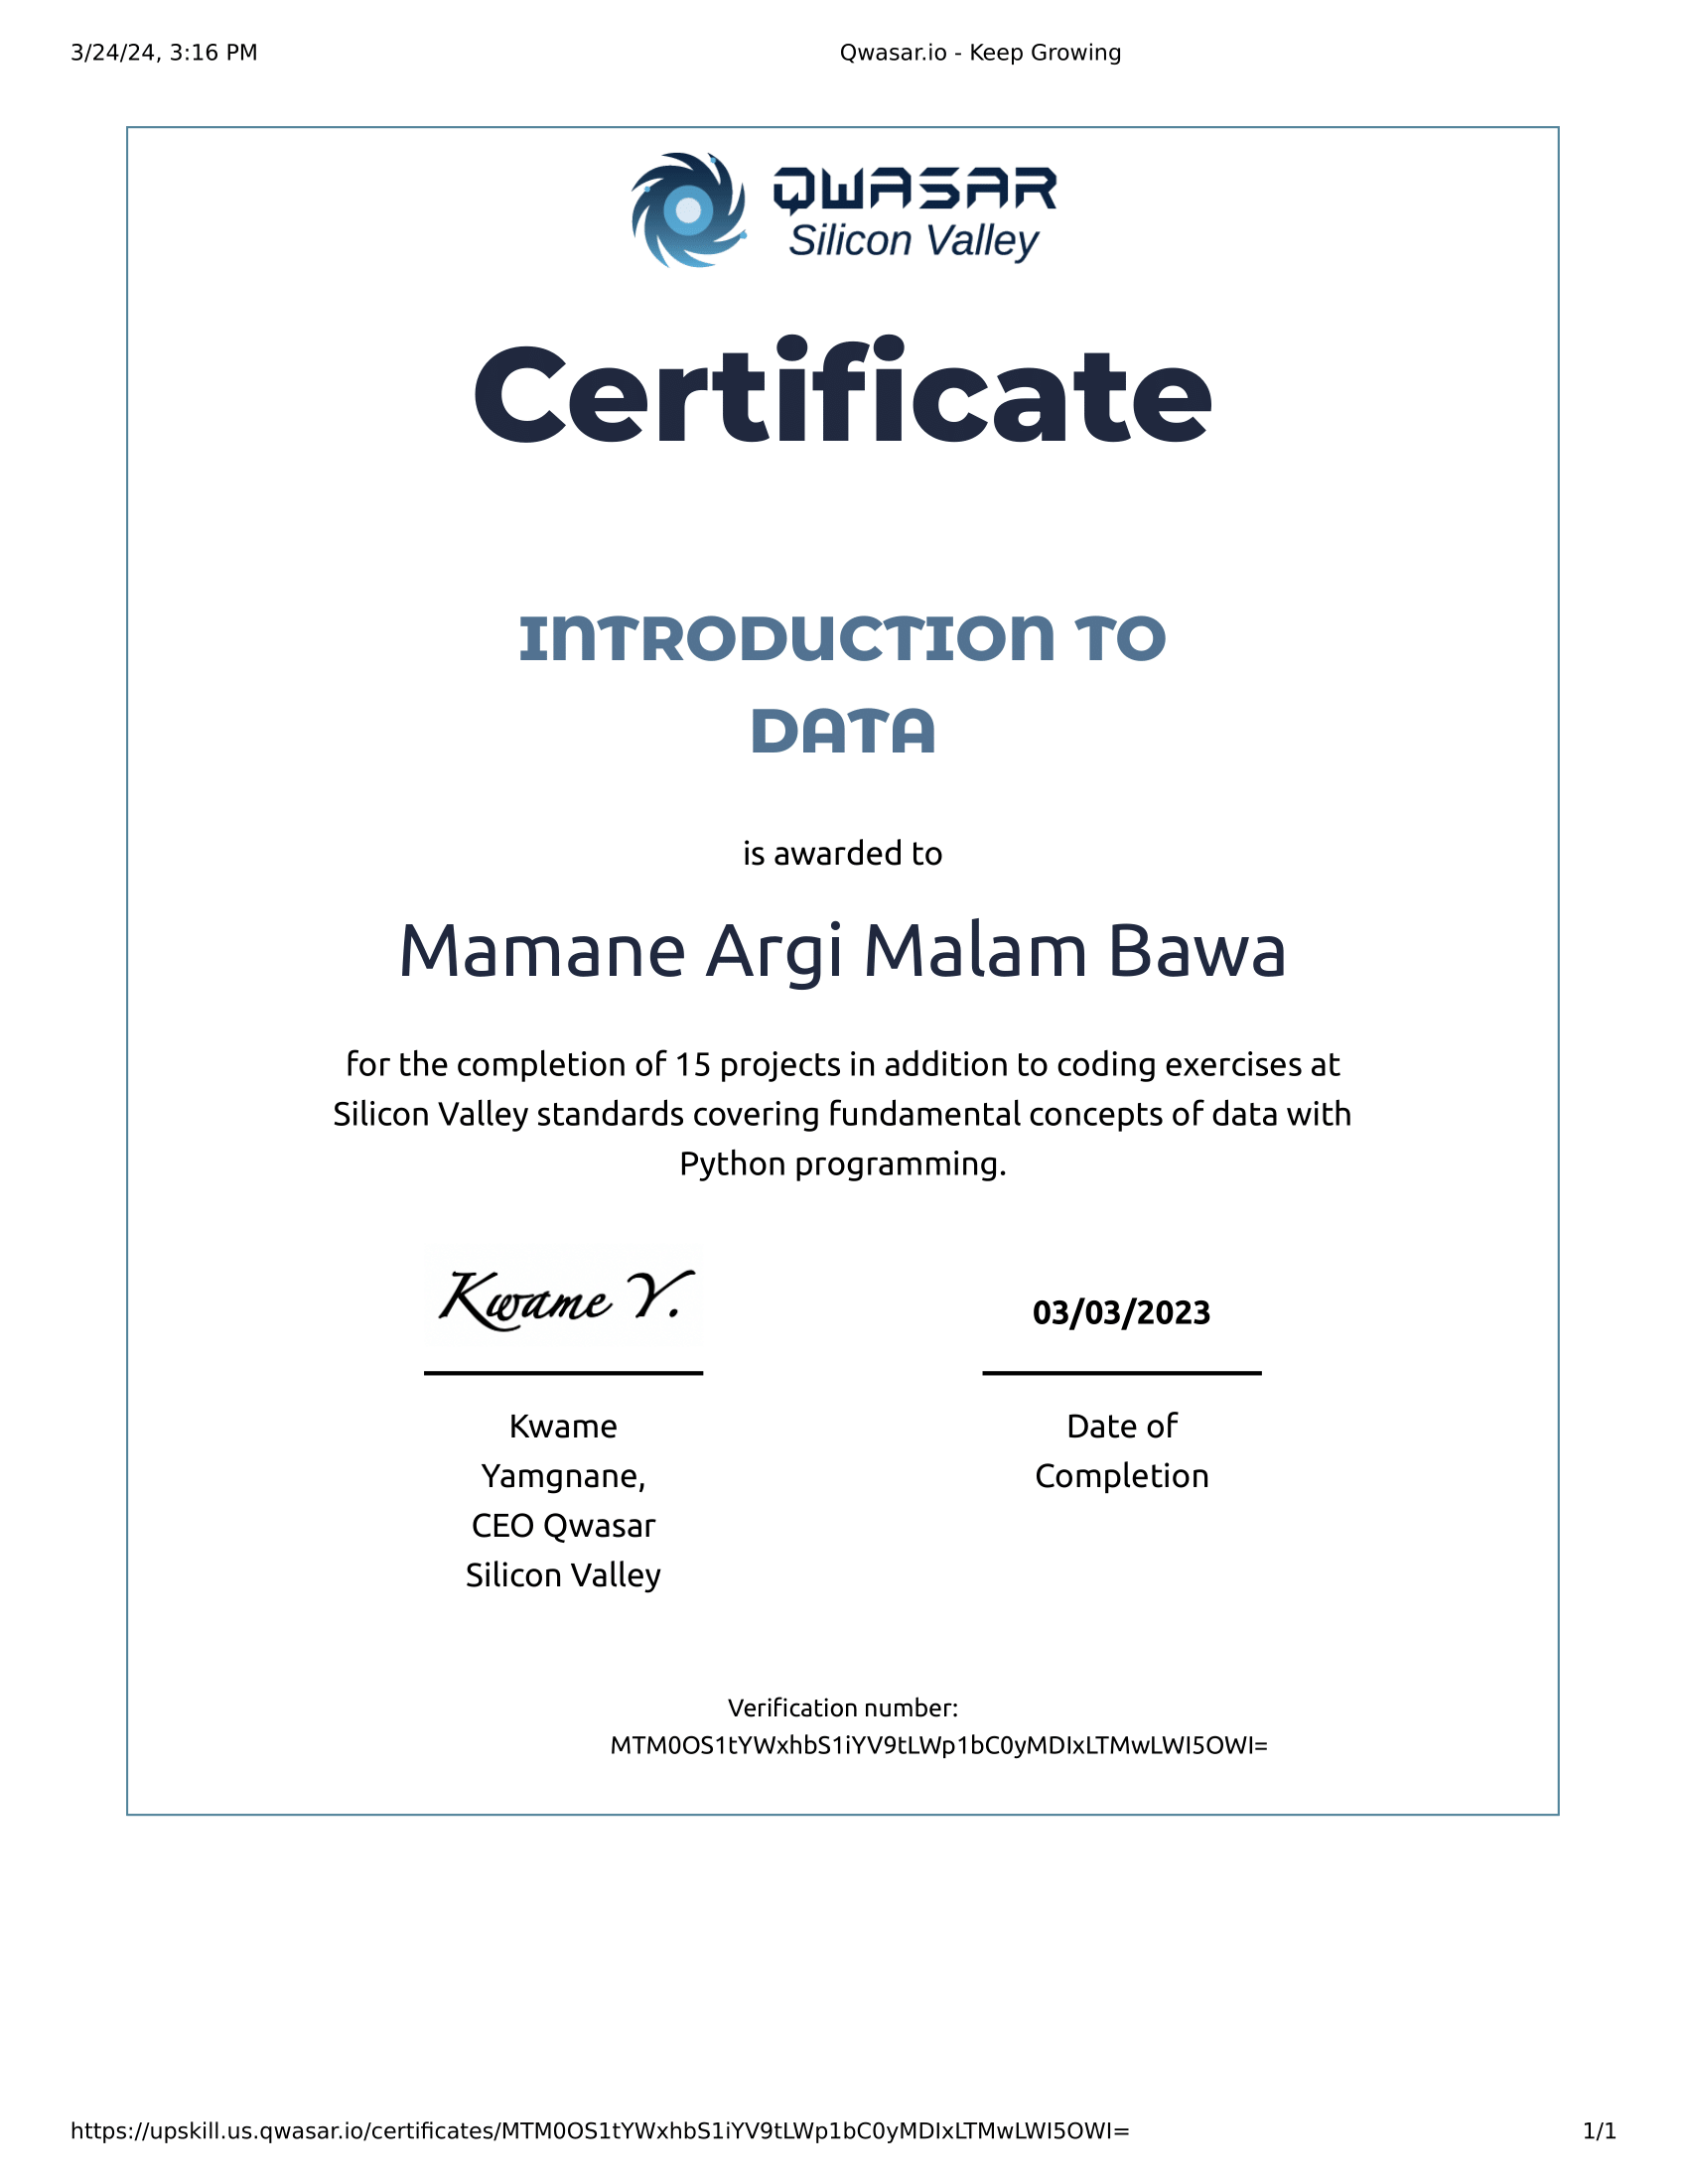 3/24/24, 3:16 PM
Qwasar.io - Keep Growing
QWASAR
Silicon Valley
Certificate
INTRODUCTION TO
DATA
is awarded to
Mamane Argi Malam Bawa
for the completion of 15 projects in addition to coding exercises at
Silicon Valley standards covering fundamental concepts of data with
Python programming.
Kwame Y.
03/03/2023
Kwame
Yamgnane,
CEO Qwasar
Silicon Valley
Date of
Completion
Verification number:
MTM0OS1tYWxhbS1iYV9tLWp1bC0yMDIxLTMwLWI5OWI=
https://upskill.us.qwasar.io/certificates/MTM0OS1tYWxhbS1iYV9tLWp1bC0yMDIxLTMwLWI5OWI=
1/1